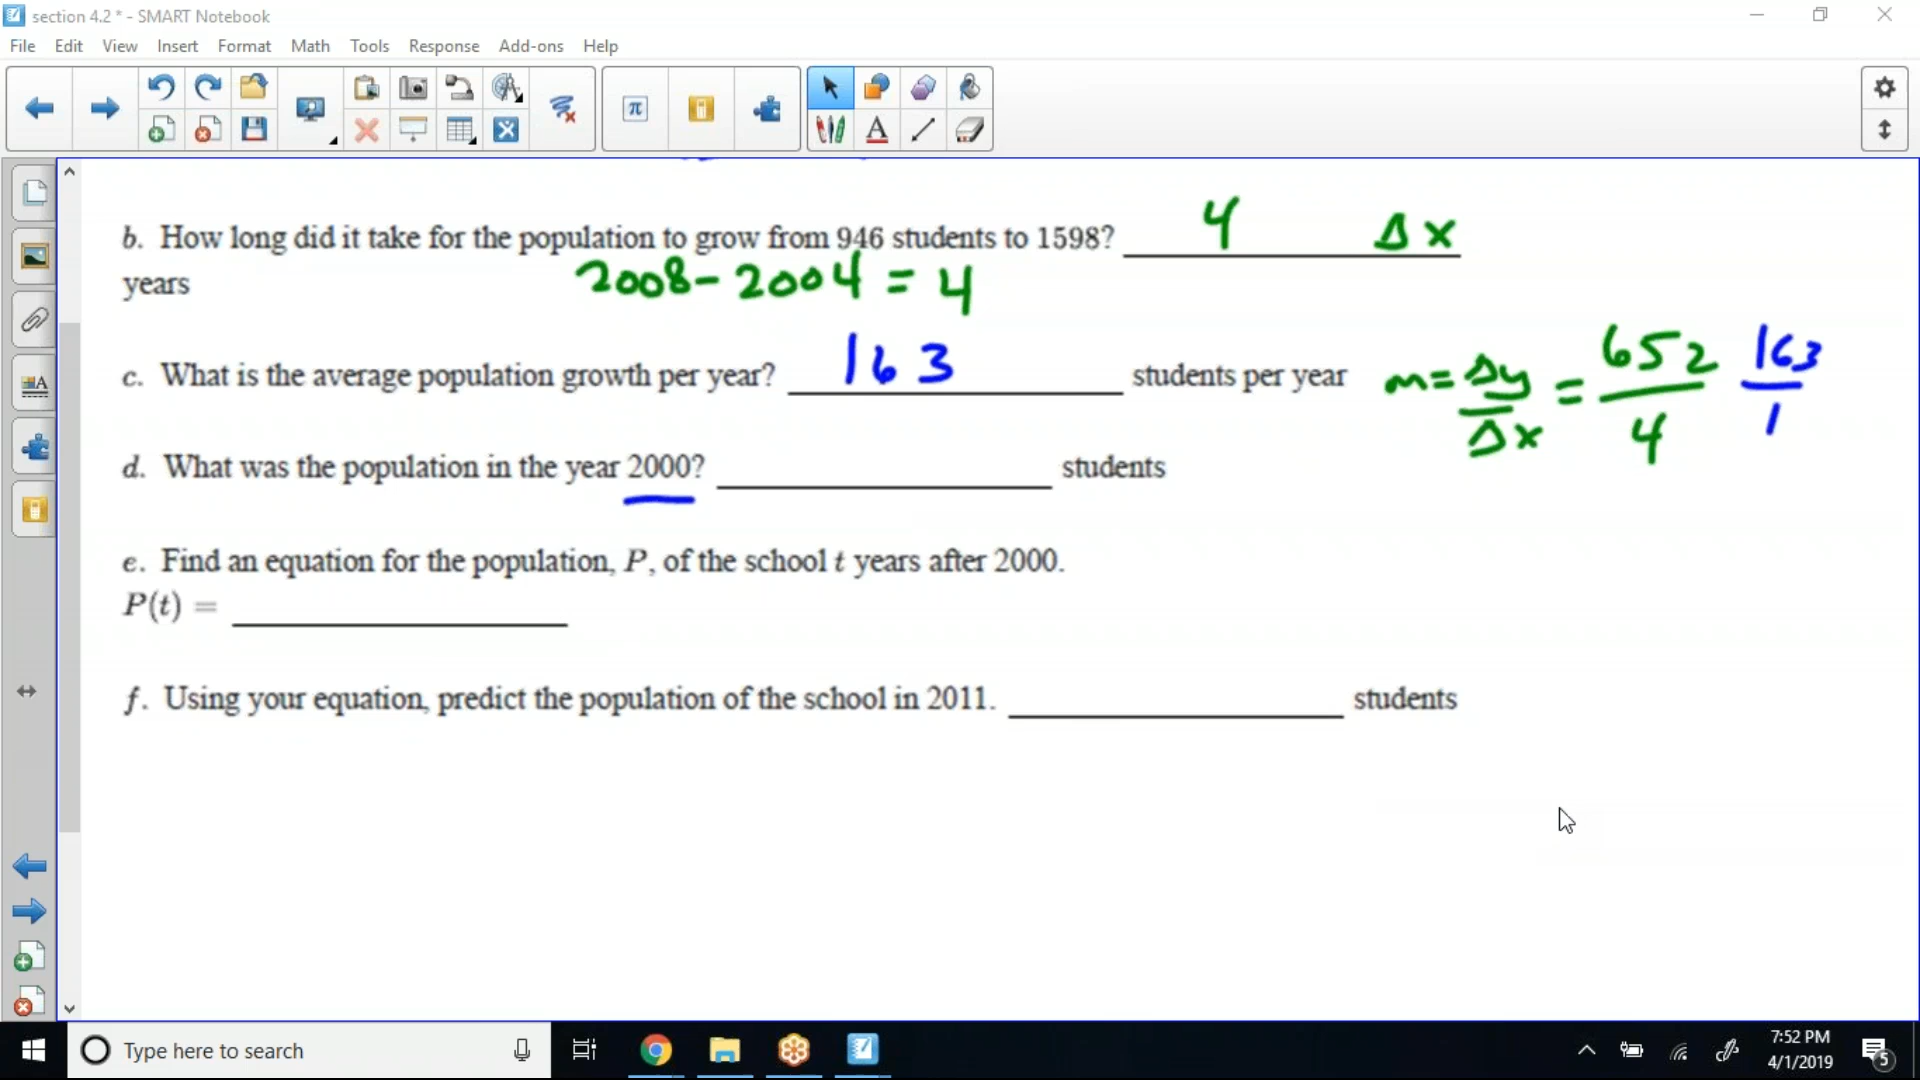 section 4.2 * - SMART Notebook
File Edit View Insert Format Math Tools Response Add-ons Help
π
A
A
b. How long did it take for the population to grow from 946 students to 1598? 4 Δx
years 2008 - 2004 = 4
c. What is the average population growth per year? 163 students per year m = Δy/Δx = 652/4 163/1
d. What was the population in the year 2000? students
e. Find an equation for the population, P, of the school t years after 2000.
P(t) =
f. Using your equation, predict the population of the school in 2011. students
Type here to search
7:52 PM
4/1/2019
5